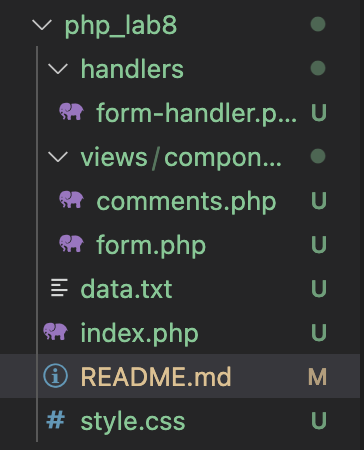 php_lab8
handlers
form-handler.p... U
views/compon...
comments.php U
form.php U
data.txt U
index.php U
README.md M
# style.css U